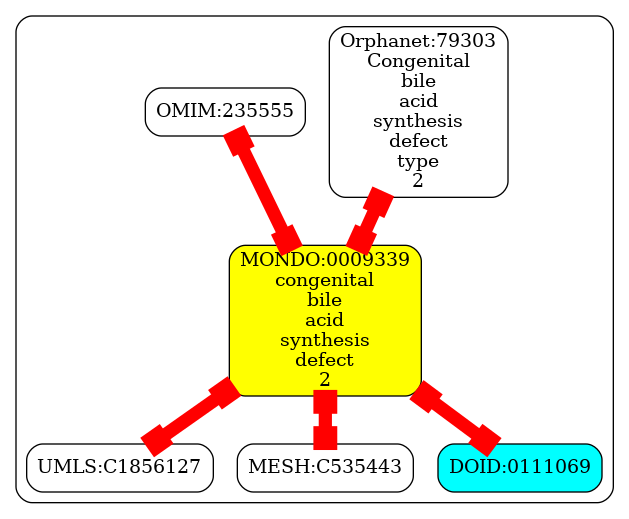 Orphanet:79303
Congenital
bile
acid
synthesis
defect
type
2
OMIM:235555
MONDO:0009339
congenital
bile
acid
synthesis
defect
2
UMLS:C1856127
MESH:C535443
DOID:0111069